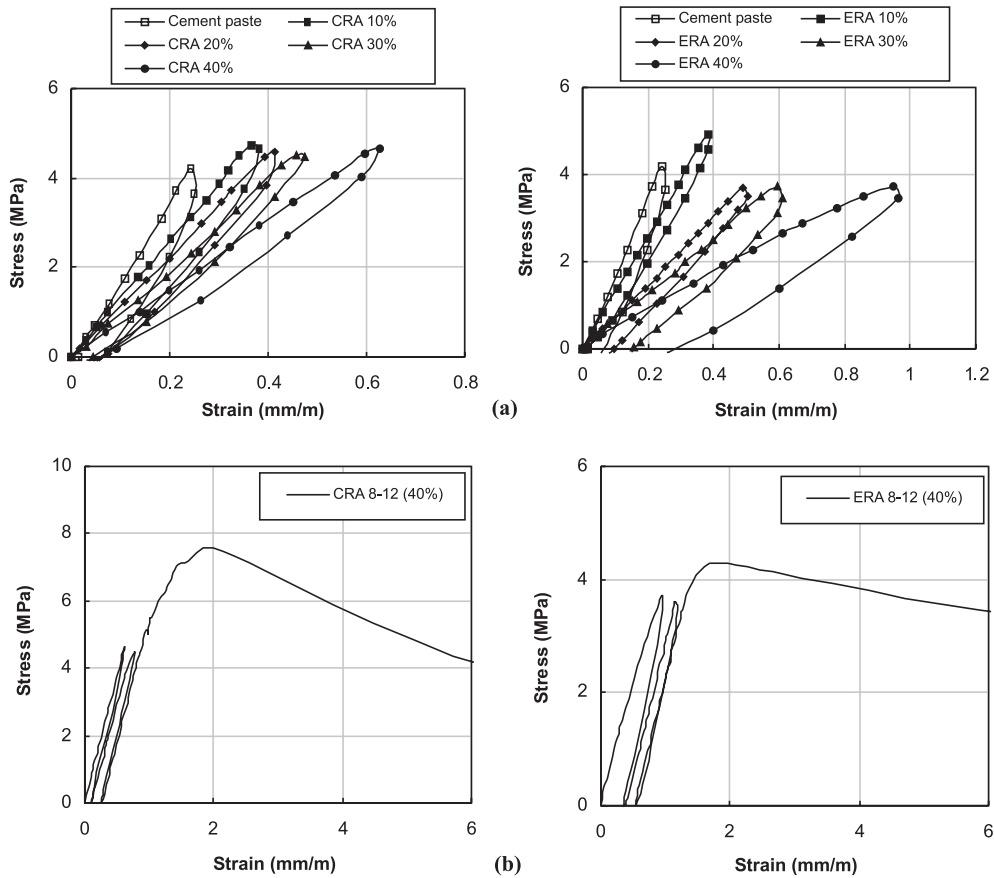 Cement paste CRA 10%
CRA 20% CRA 30%
CRA 40%
6
4
2
0
0 0.2 0.4 0.6 0.8
Stress (MPa)
Strain (mm/m)
Cement paste ERA 10%
ERA 20% ERA 30%
ERA 40%
6
4
2
0
0 0.2 0.4 0.6 0.8 1 1.2
Stress (MPa)
Strain (mm/m)
(a)
CRA 8-12 (40%)
10
8
6
4
2
0
0 2 4 6
Stress (MPa)
Strain (mm/m)
ERA 8-12 (40%)
6
4
2
0
0 2 4 6
Stress (MPa)
Strain (mm/m)
(b)